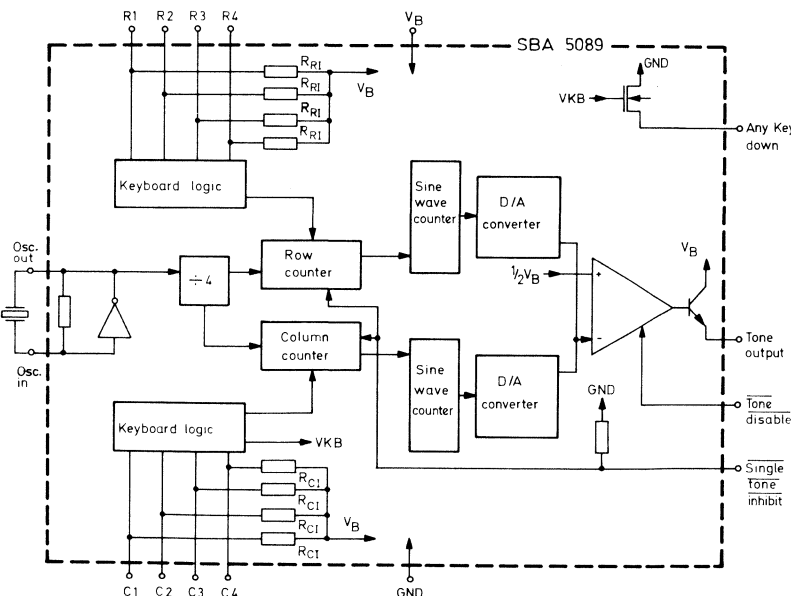 R1 R2 R3 R4
VB
SBA 5089
GND
RRI
VB
RRI
RRI
RRI
VKB
Any Key
down
Keyboard logic
Sine
wave
counter
D/A
converter
Osc.
out
÷4
Row
counter
1/2VB
+
VB
Column
counter
-
Tone
output
Osc.
in
Sine
wave
counter
D/A
converter
GND
Tone
disable
Keyboard logic
VKB
Single
tone
inhibit
RCI
RCI
RCI
VB
RCI
C1 C2 C3 C4
GND